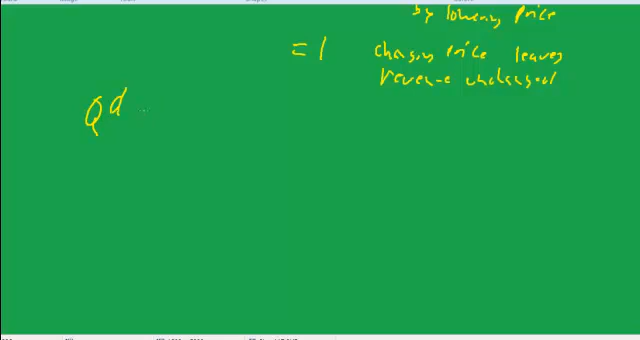 by lowering price
= 1 changing price leaves
revenue unchanged
Qd